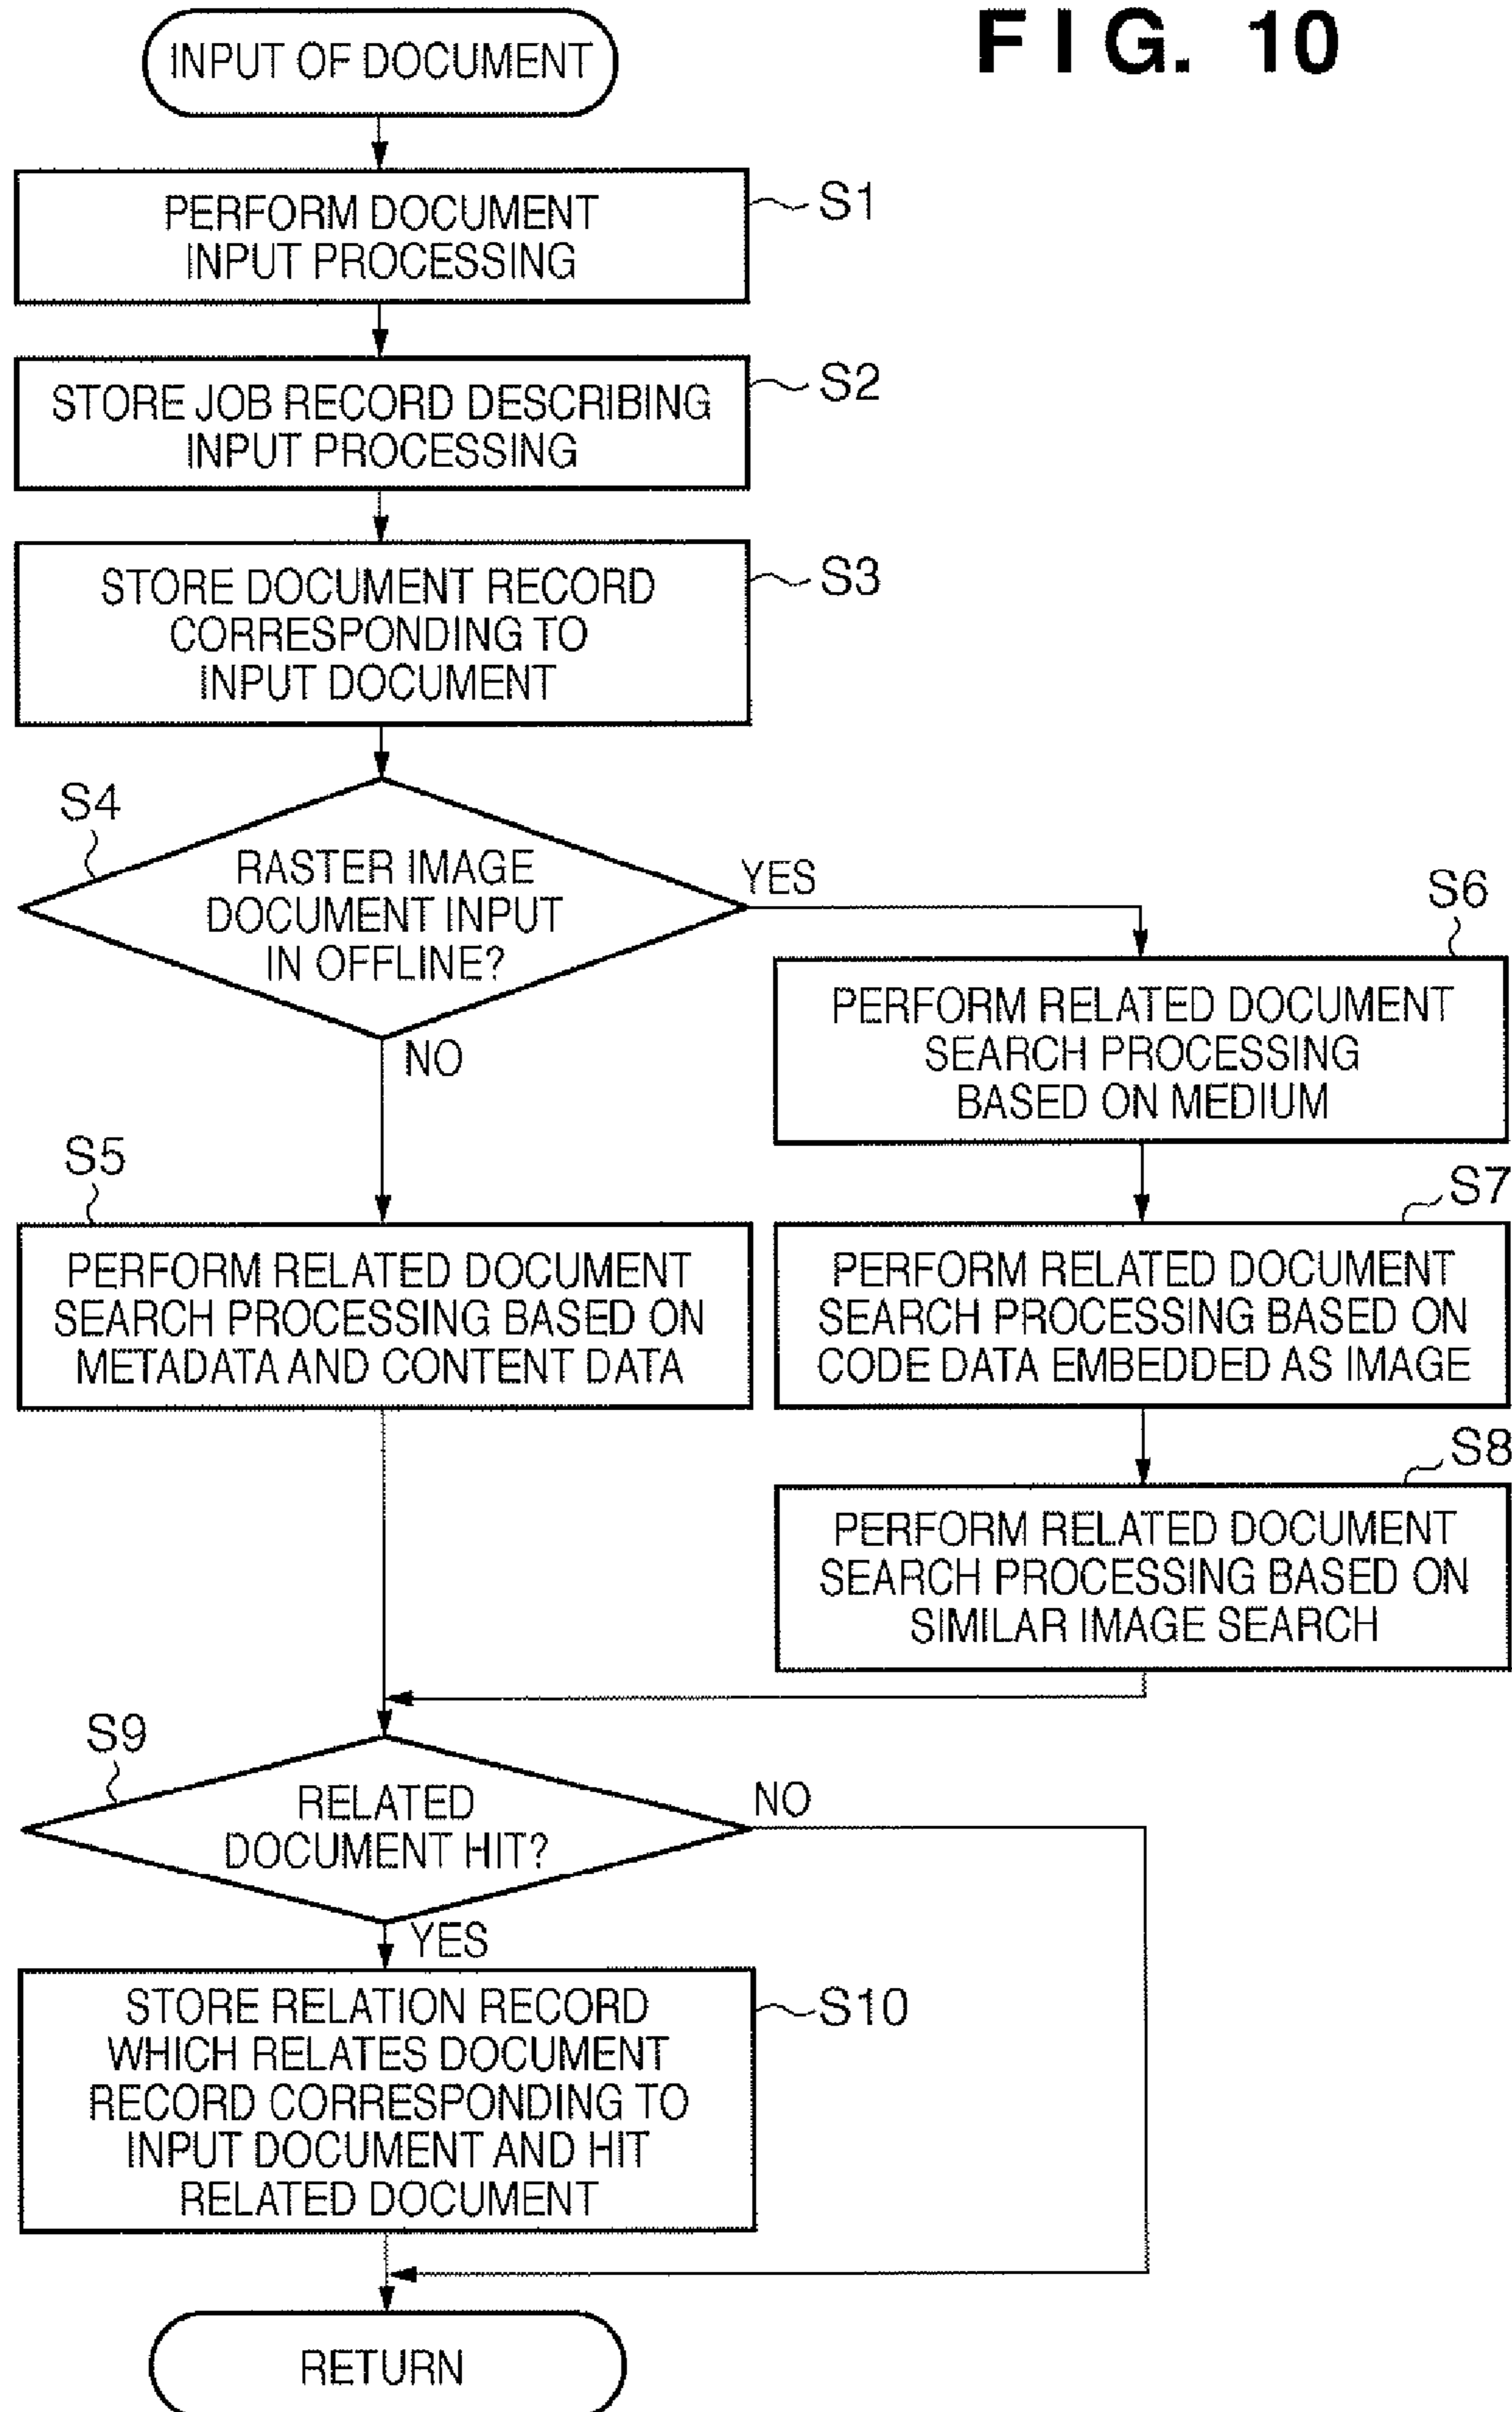 FIG. 10
INPUT OF DOCUMENT
PERFORM DOCUMENT
INPUT PROCESSING
S1
STORE JOB RECORD DESCRIBING
INPUT PROCESSING
S2
STORE DOCUMENT RECORD
CORRESPONDING TO
INPUT DOCUMENT
S3
S4
RASTER IMAGE
DOCUMENT INPUT
IN OFFLINE?
YES
NO
S6
PERFORM RELATED DOCUMENT
SEARCH PROCESSING
BASED ON MEDIUM
S5
PERFORM RELATED DOCUMENT
SEARCH PROCESSING BASED ON
METADATA AND CONTENT DATA
S7
PERFORM RELATED DOCUMENT
SEARCH PROCESSING BASED ON
CODE DATA EMBEDDED AS IMAGE
S8
PERFORM RELATED DOCUMENT
SEARCH PROCESSING BASED ON
SIMILAR IMAGE SEARCH
S9
RELATED
DOCUMENT HIT?
NO
YES
STORE RELATION RECORD
WHICH RELATES DOCUMENT
RECORD CORRESPONDING TO
INPUT DOCUMENT AND HIT
RELATED DOCUMENT
S10
RETURN